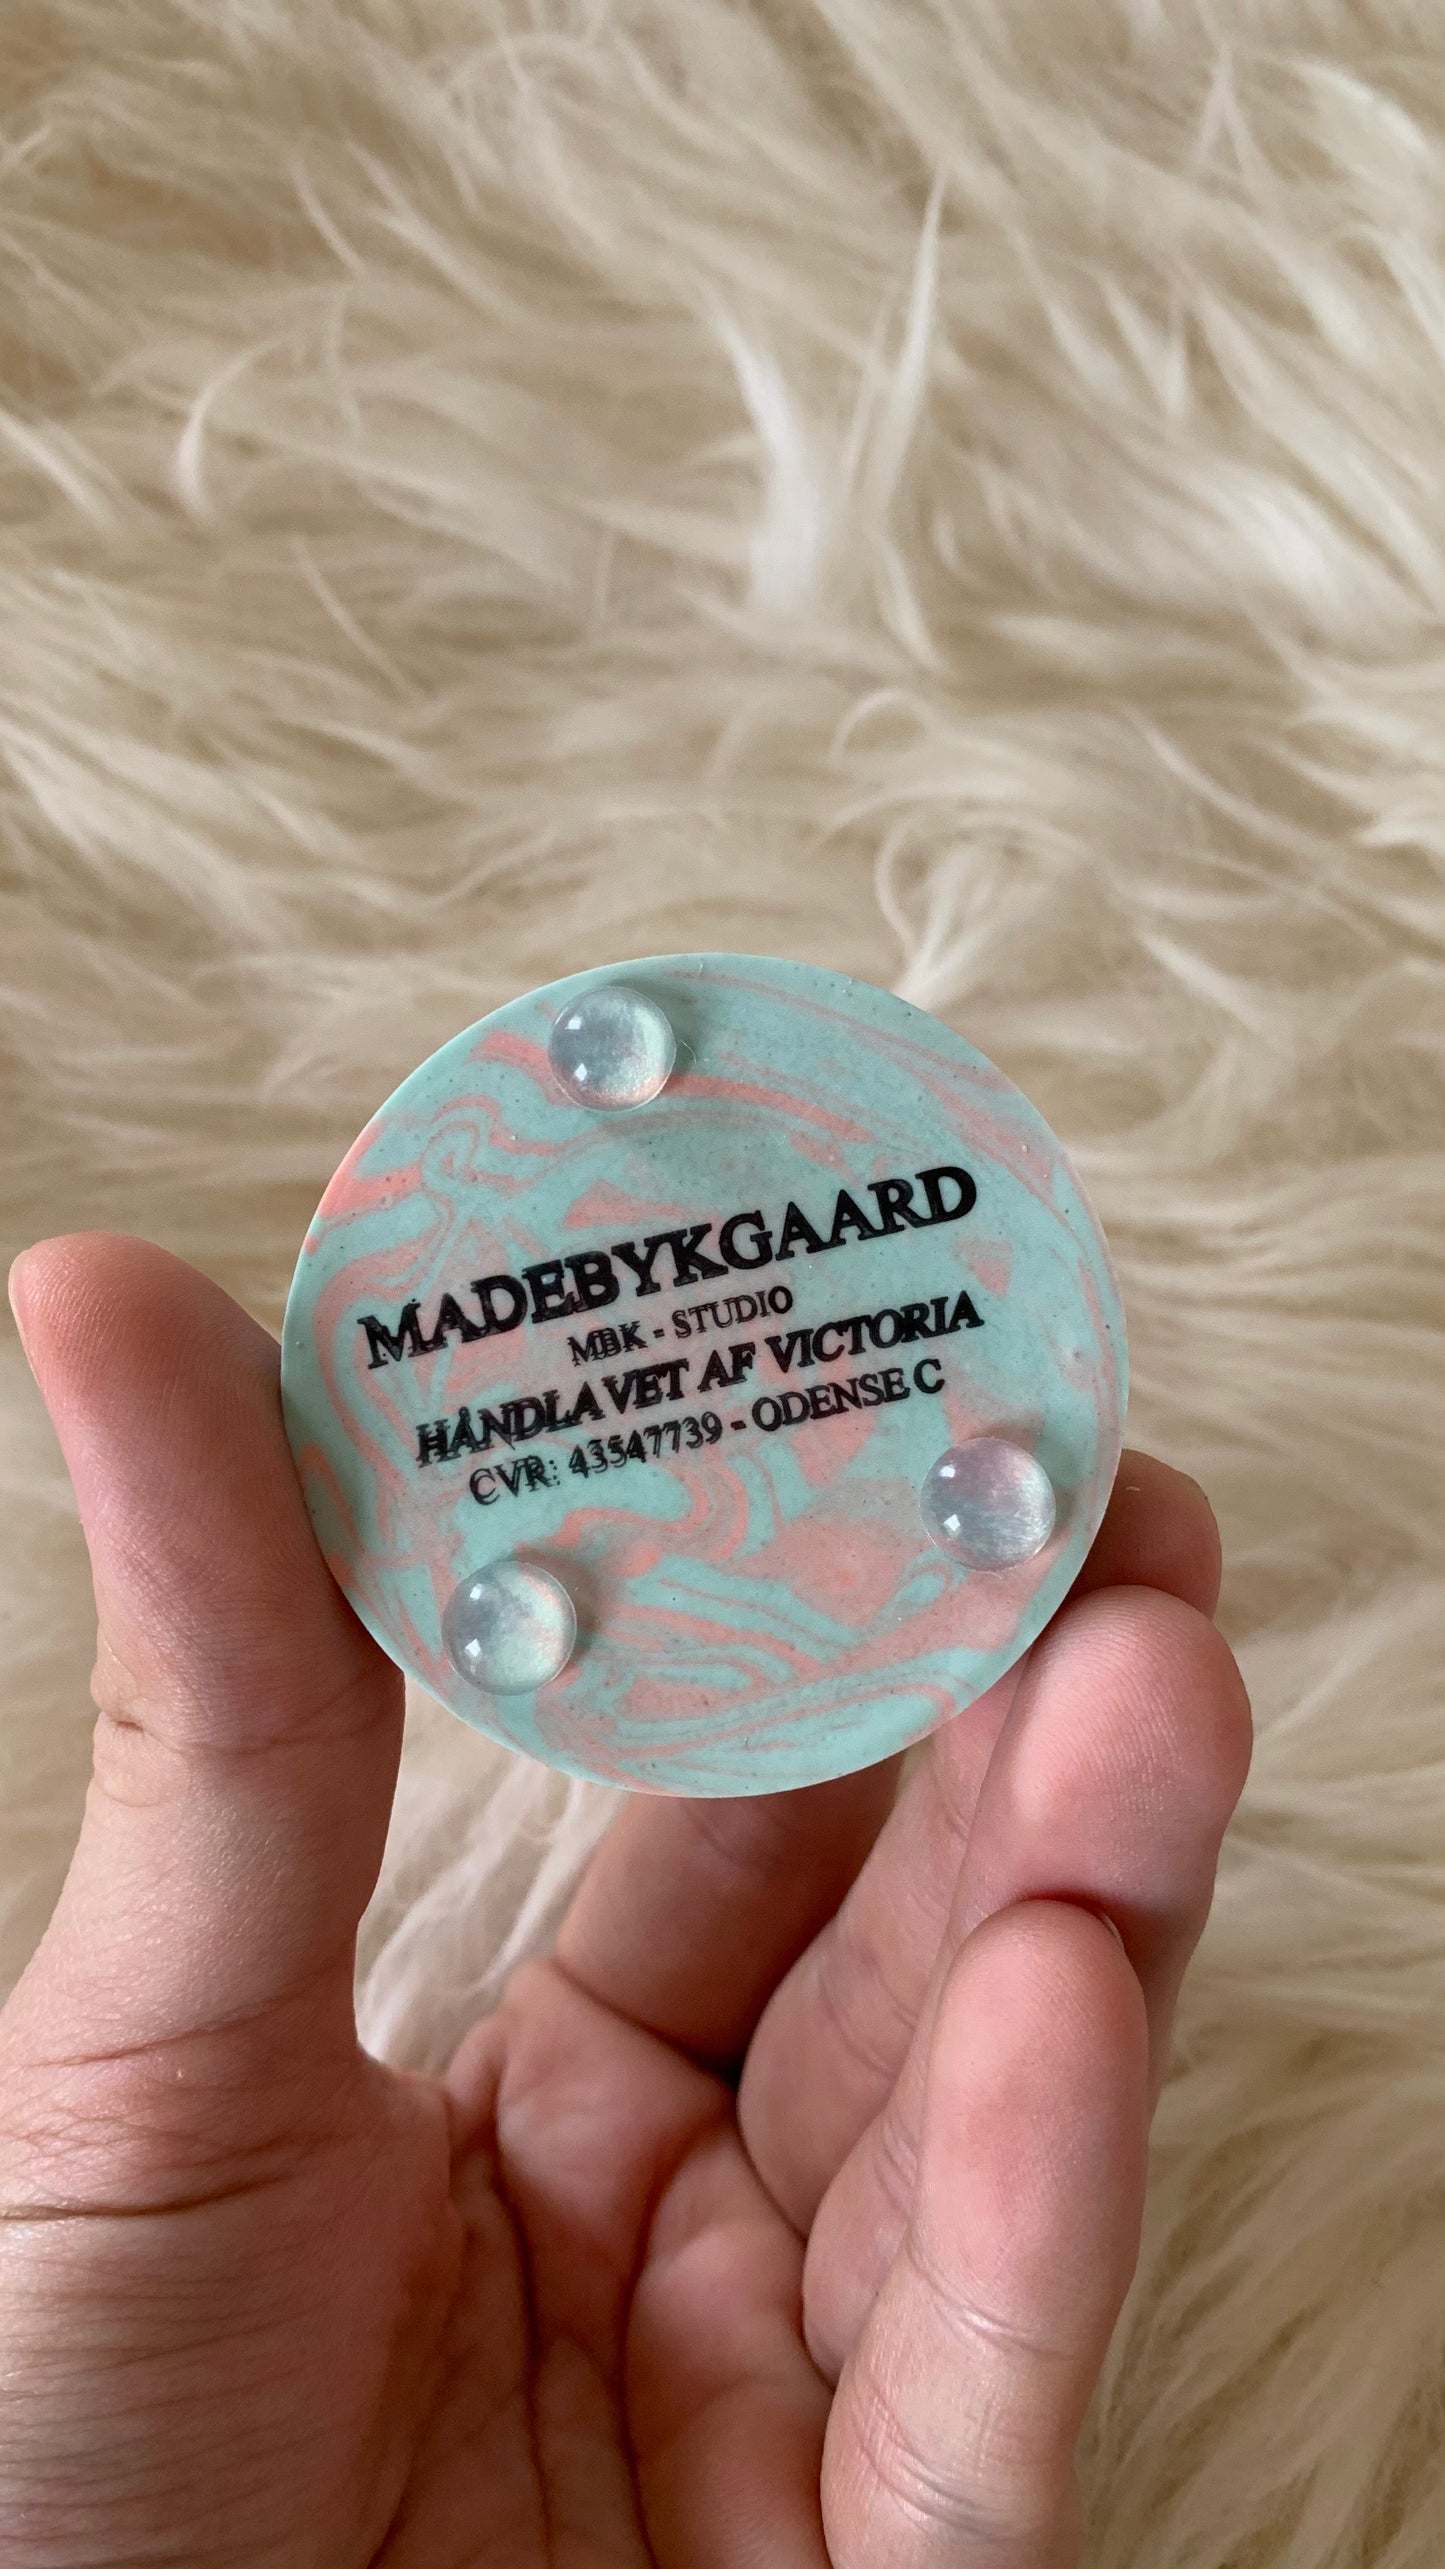 MADEBYKGAARD
MBK - STUDIO
HÅNDLAVET AF VICTORIA
CVR: 43547739 - ODENSE C